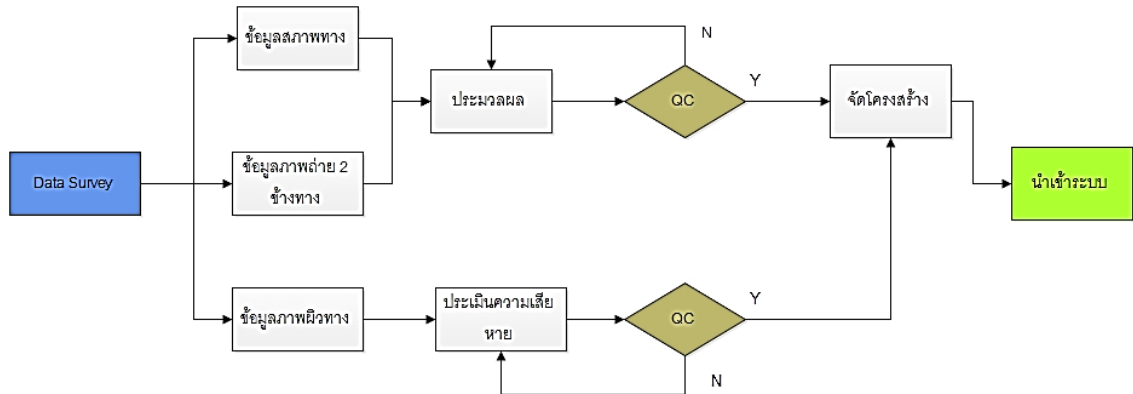 ข้อมูลสภาพทาง
N
ประมวลผล
QC
Y
จัดโครงสร้าง
Data Survey
ข้อมูลภาพถ่าย 2
ข้างทาง
นำเข้าระบบ
ข้อมูลภาพผิวทาง
ประเมินความเสีย
หาย
QC
Y
N